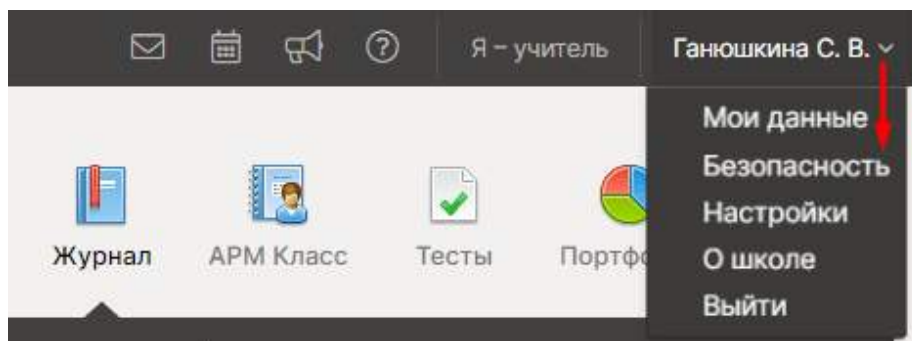 Я – учитель
Ганюшкина С. В.
Мои данные
Безопасность
Настройки
О школе
Выйти
Журнал
АРМ Класс
Тесты